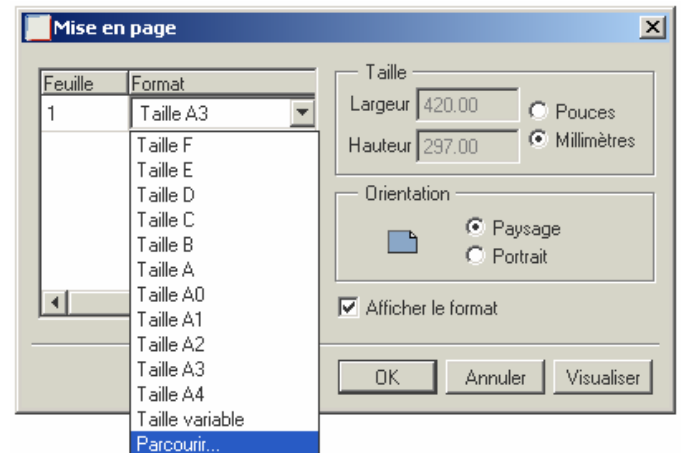 Mise en page
Feuille Format
1 Taille A3
Taille F
Taille E
Taille D
Taille C
Taille B
Taille A
Taille A0
Taille A1
Taille A2
Taille A3
Taille A4
Taille variable
Parcourir...
Taille
Largeur 420.00
Hauteur 297.00
Pouces
Millimètres
Orientation
Paysage
Portrait
Afficher le format
OK Annuler Visualiser